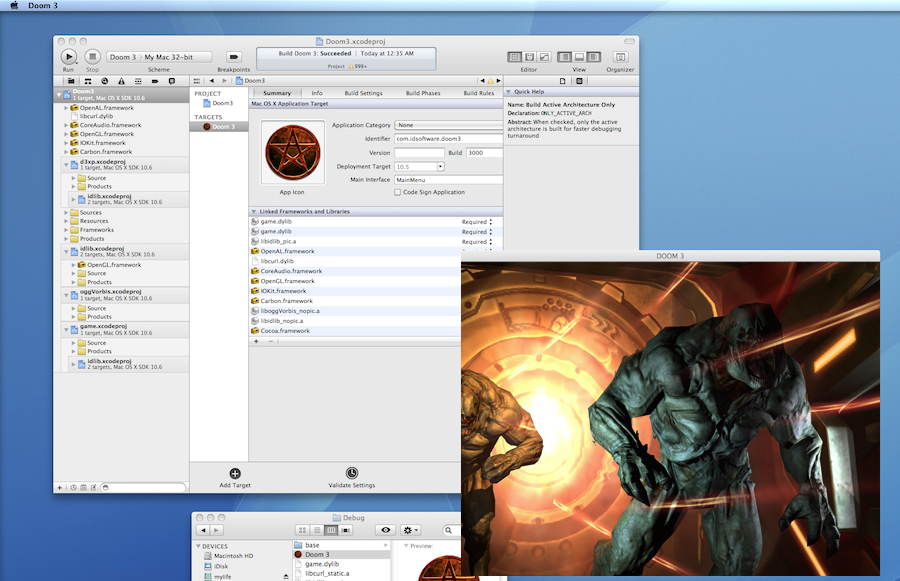 Doom 3
Doom3.xcodeproj
Run
Stop
Doom 3
My Mac 32-bit
Scheme
Breakpoints
Build Doom 3: Succeeded | Today at 12:35 AM
Project
999+
Editor
View
Organizer
Doom3
1 target, Mac OS X SDK 10.6
OpenAL.framework
libcurl.dylib
CoreAudio.framework
OpenGL.framework
IOKit.framework
Carbon.framework
d3xp.xcodeproj
1 target, Mac OS X SDK 10.6
Source
Products
idlib.xcodeproj
2 targets, Mac OS X SDK 10.6
Sources
Resources
Frameworks
Products
idlib.xcodeproj
2 targets, Mac OS X SDK 10.6
OpenGL.framework
Source
Products
oggVorbis.xcodeproj
1 target, Mac OS X SDK 10.6
Source
Products
game.xcodeproj
1 target, Mac OS X SDK 10.6
Source
Products
idlib.xcodeproj
2 targets, Mac OS X SDK 10.6
Doom3
PROJECT
Doom3
TARGETS
Doom 3
Summary
Info
Build Settings
Build Phases
Build Rules
Mac OS X Application Target
App Icon
Application Category
None
Identifier
com.idsoftware.doom3
Version
Build
3000
Deployment Target
10.5
Main Interface
MainMenu
Code Sign Application
Linked Frameworks and Libraries
game.dylib
Required
game.dylib
Required
libidlib_pic.a
Required
OpenAL.framework
libcurl.dylib
CoreAudio.framework
OpenGL.framework
IOKit.framework
Carbon.framework
liboggVorbis_nopic.a
libidlib_nopic.a
Cocoa.framework
Add Target
Validate Settings
Quick Help
Name: Build Active Architecture Only
Declaration: ONLY_ACTIVE_ARCH
Abstract: When checked, only the active
architecture is built for faster debugging
turnaround
DOOM 3
Debug
DEVICES
Macintosh HD
iDisk
mylife
base
Doom 3
game.dylib
libcurl_static.a
Preview: